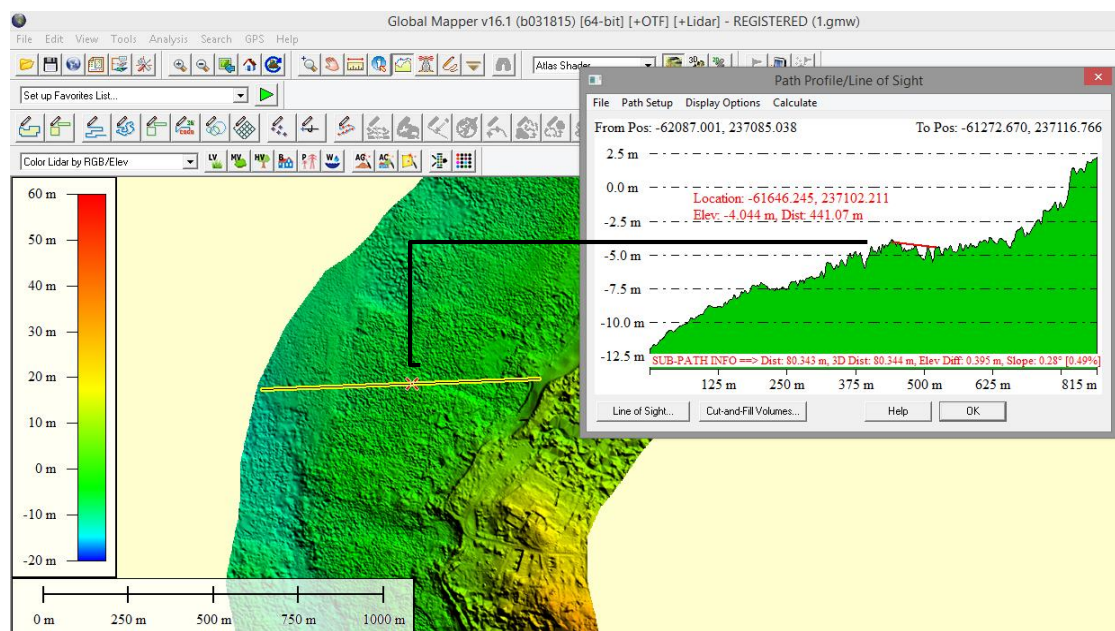 Global Mapper v16.1 (b031815) [64-bit] [+OTF] [+Lidar] - REGISTERED (1.gmw)
File Edit View Tools Analysis Search GPS Help
Atlas Shader
Set up Favorites List...
Color Lidar by RGB/Elev
60 m
50 m
40 m
30 m
20 m
10 m
0 m
-10 m
-20 m
0 m 250 m 500 m 750 m 1000 m
Path Profile/Line of Sight
File Path Setup Display Options Calculate
From Pos: -62087.001, 237085.038 To Pos: -61272.670, 237116.766
2.5 m
0.0 m
Location: -61646.245, 237102.211
Elev: -4.044 m, Dist: 441.07 m
-2.5 m
-5.0 m
-7.5 m
-10.0 m
-12.5 m
SUB-PATH INFO ==> Dist: 80.343 m, 3D Dist: 80.344 m, Elev Diff: 0.395 m, Slope: 0.28° [0.49%]
125 m 250 m 375 m 500 m 625 m 815 m
Line of Sight... Cut-and-Fill Volumes... Help OK